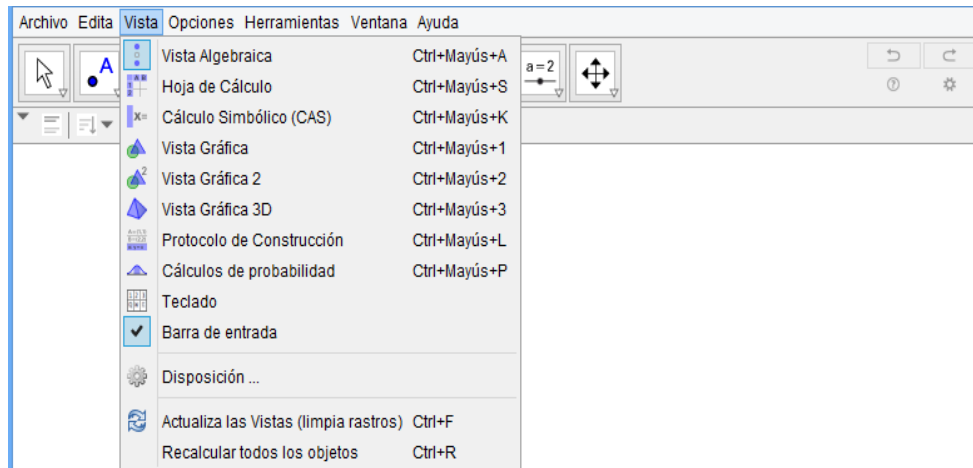 Archivo Edita Vista Opciones Herramientas Ventana Ayuda
A
a=2
Vista Algebraica Ctrl+Mayús+A
Hoja de Cálculo Ctrl+Mayús+S
X= Cálculo Simbólico (CAS) Ctrl+Mayús+K
Vista Gráfica Ctrl+Mayús+1
2 Vista Gráfica 2 Ctrl+Mayús+2
Vista Gráfica 3D Ctrl+Mayús+3
Protocolo de Construcción Ctrl+Mayús+L
Cálculos de probabilidad Ctrl+Mayús+P
Teclado
Barra de entrada
Disposición ...
Actualiza las Vistas (limpia rastros) Ctrl+F
Recalcular todos los objetos Ctrl+R